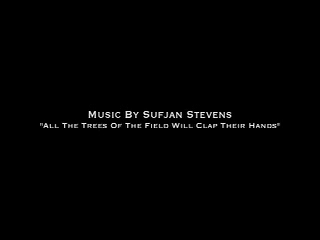 Music By Sufjan Stevens
"All The Trees Of The Field Will Clap Their Hands"